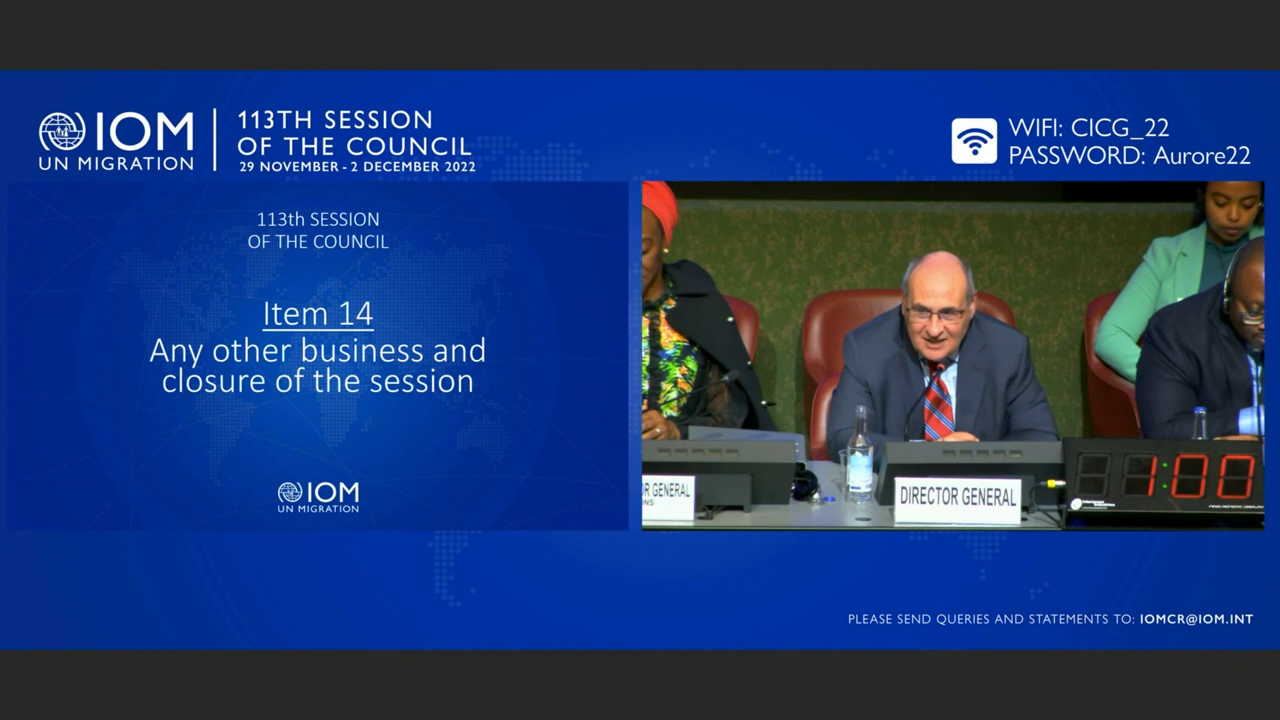 IOM
UN MIGRATION
113TH SESSION
OF THE COUNCIL
29 NOVEMBER - 2 DECEMBER 2022
WIFI: CICG_22
PASSWORD: Aurore22
113th SESSION
OF THE COUNCIL
Item 14
Any other business and
closure of the session
IOM
UN MIGRATION
R GENERAL
DIRECTOR GENERAL
1:00
PLEASE SEND QUERIES AND STATEMENTS TO: IOMCR@IOM.INT